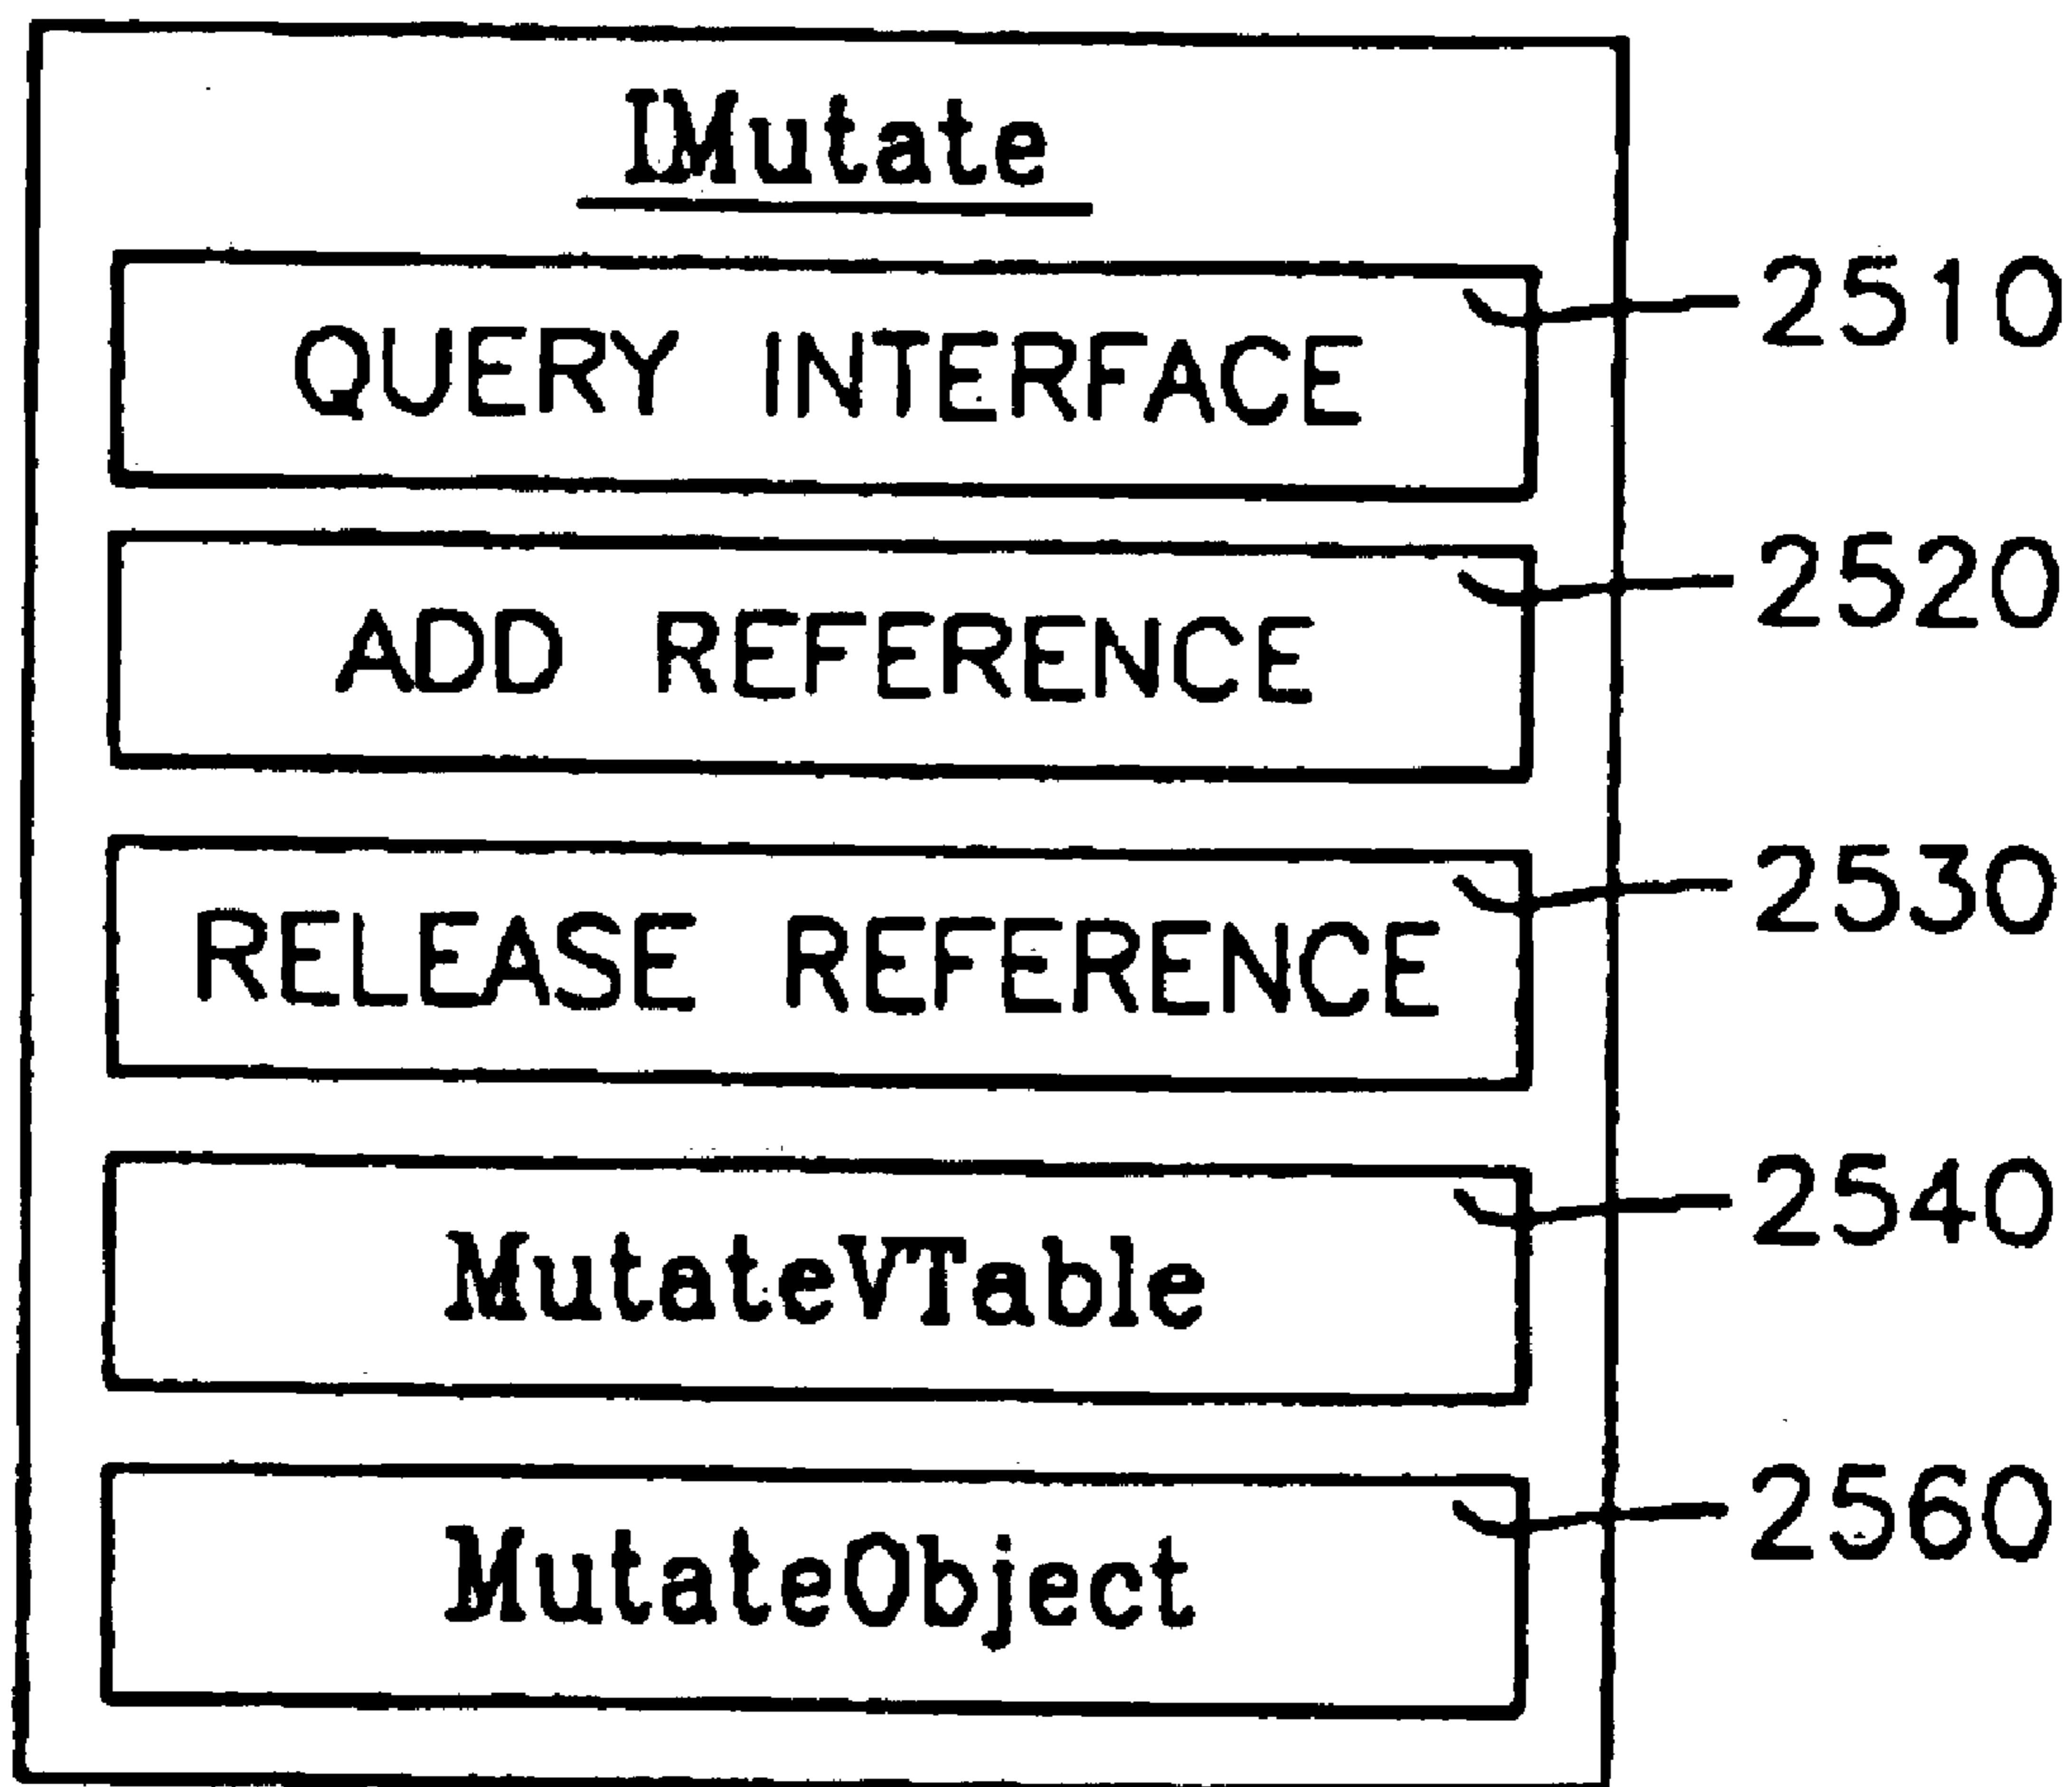 IMutate
QUERY INTERFACE 2510
ADD REFERENCE 2520
RELEASE REFERENCE 2530
MutateVTable 2540
MutateObject 2560